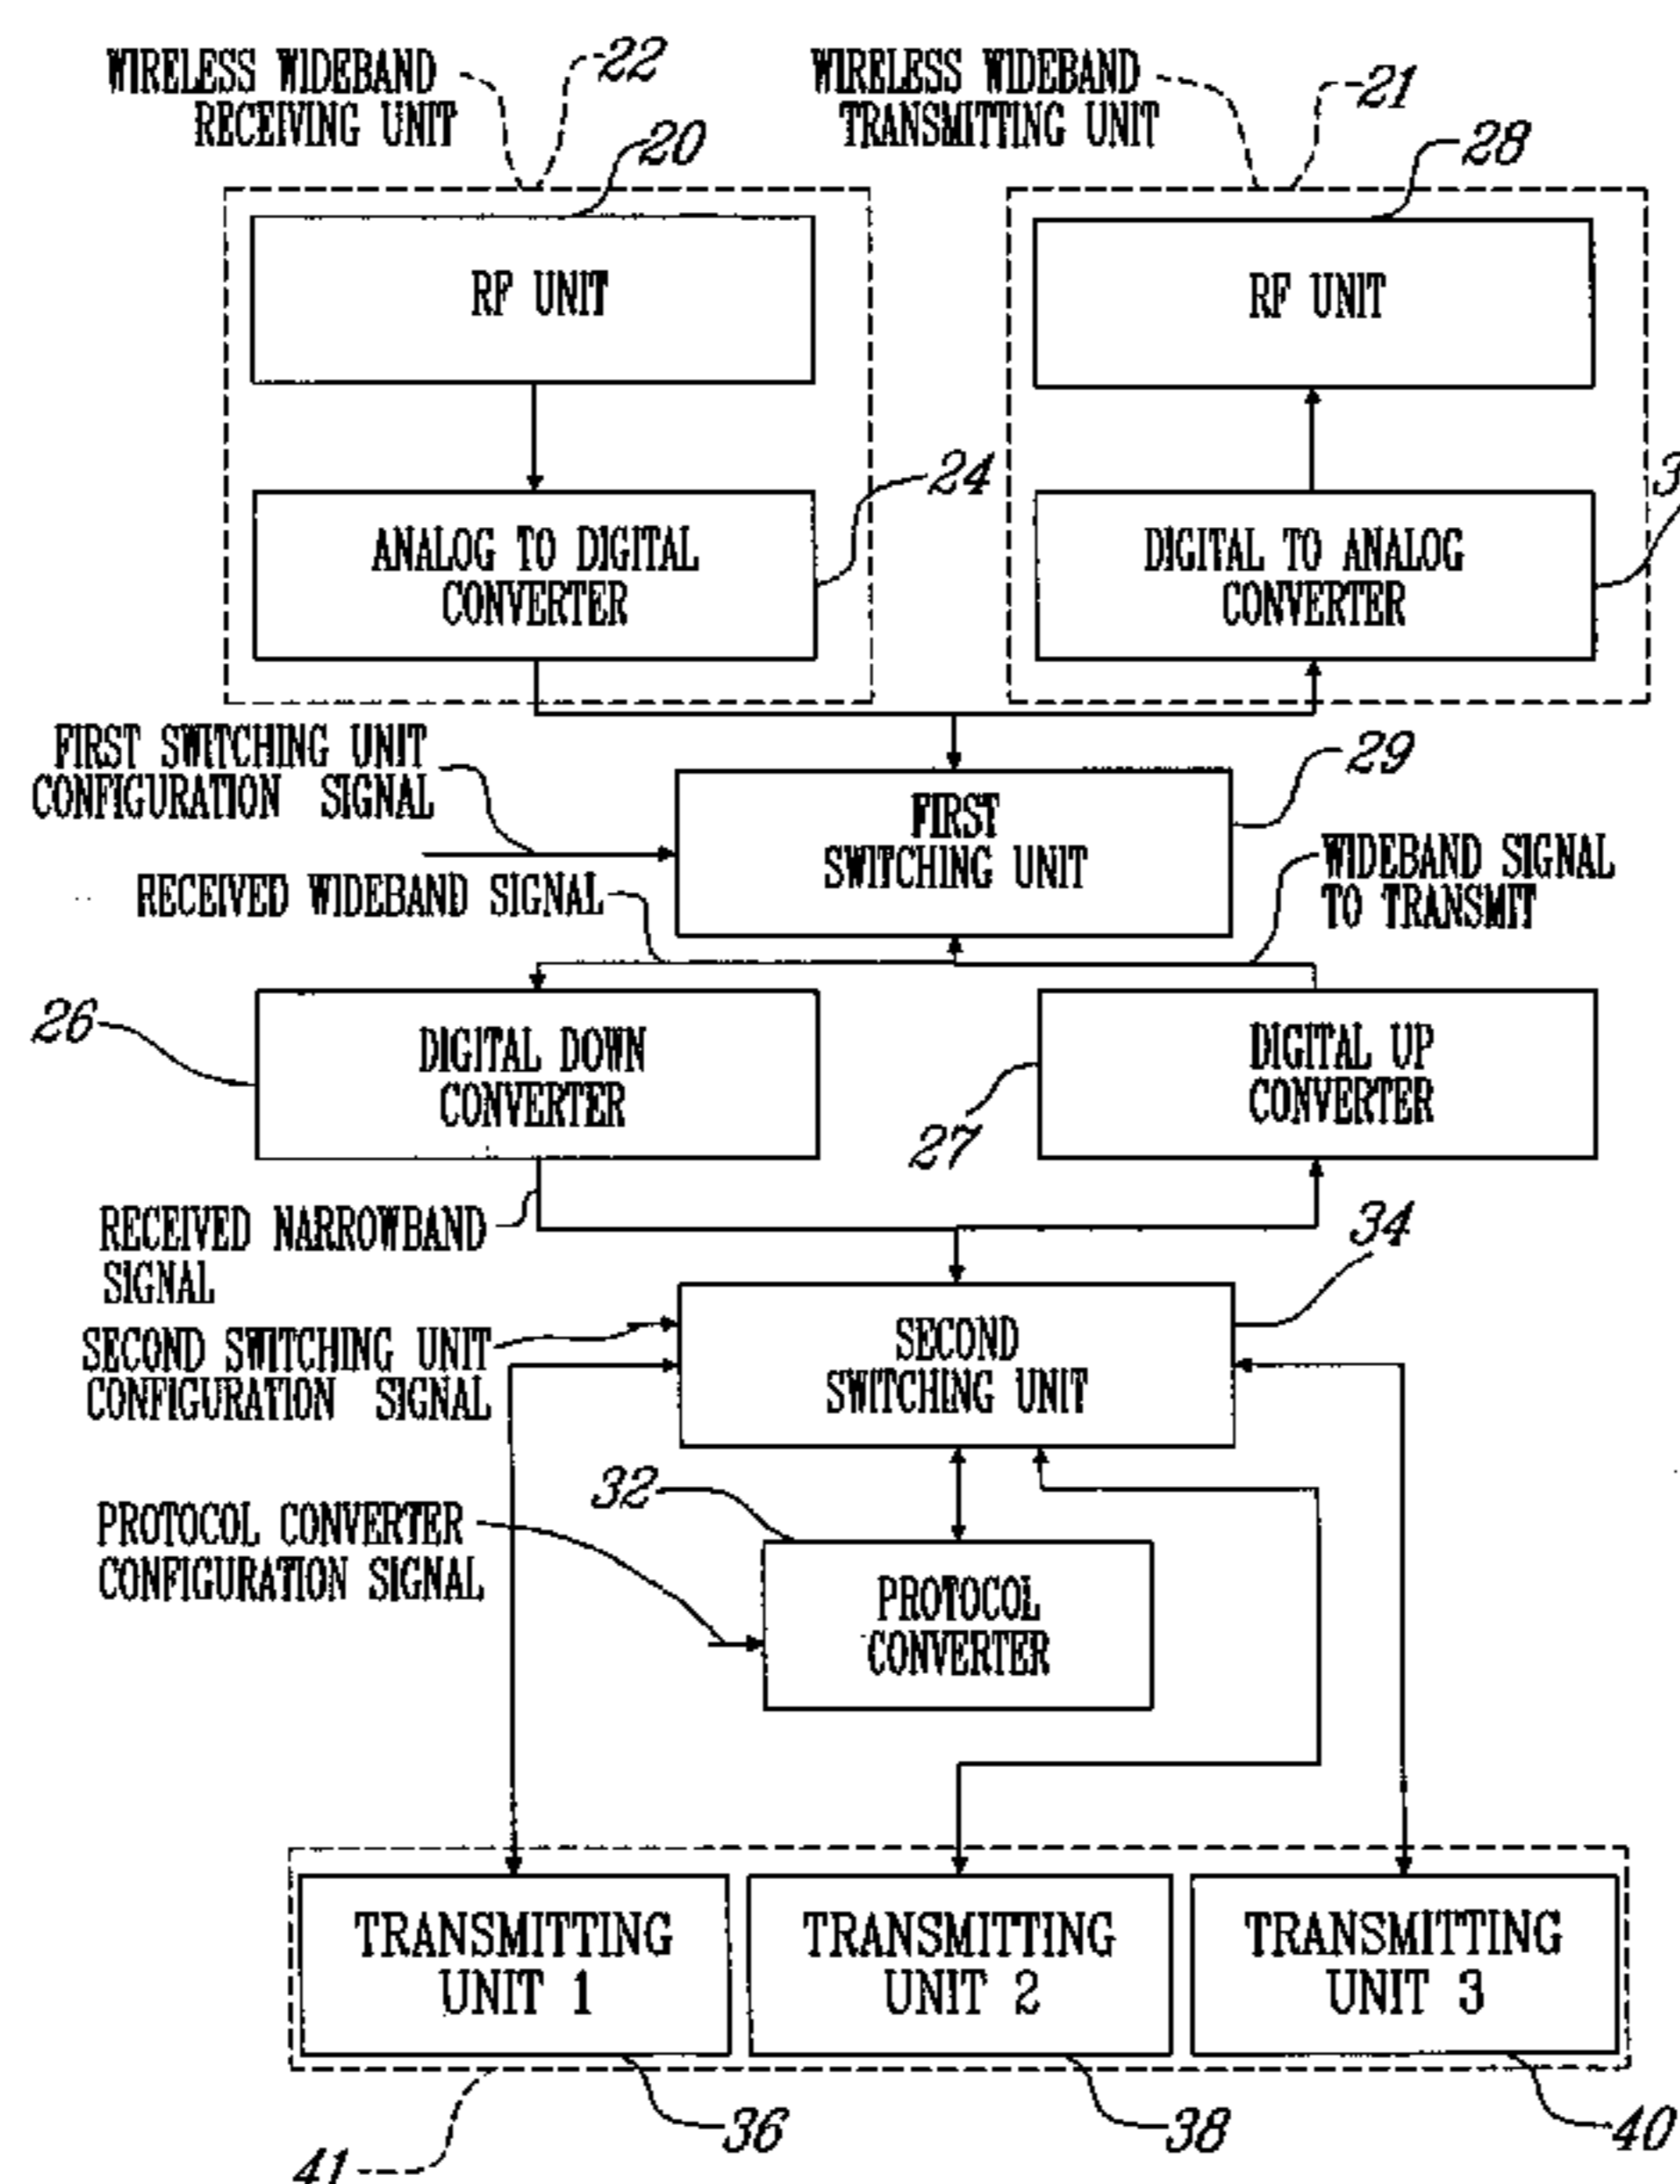 WIRELESS WIDEBAND
RECEIVING UNIT
22
20
WIRELESS WIDEBAND
TRANSMITTING UNIT
21
28
RF UNIT
RF UNIT
24
ANALOG TO DIGITAL
CONVERTER
DIGITAL TO ANALOG
CONVERTER
FIRST SWITCHING UNIT
CONFIGURATION SIGNAL
29
FIRST
SWITCHING UNIT
RECEIVED WIDEBAND SIGNAL
WIDEBAND SIGNAL
TO TRANSMIT
26
DIGITAL DOWN
CONVERTER
27
DIGITAL UP
CONVERTER
RECEIVED NARROWBAND
SIGNAL
34
SECOND SWITCHING UNIT
CONFIGURATION SIGNAL
SECOND
SWITCHING UNIT
32
PROTOCOL CONVERTER
CONFIGURATION SIGNAL
PROTOCOL
CONVERTER
TRANSMITTING
UNIT 1
TRANSMITTING
UNIT 2
TRANSMITTING
UNIT 3
36
38
40
41